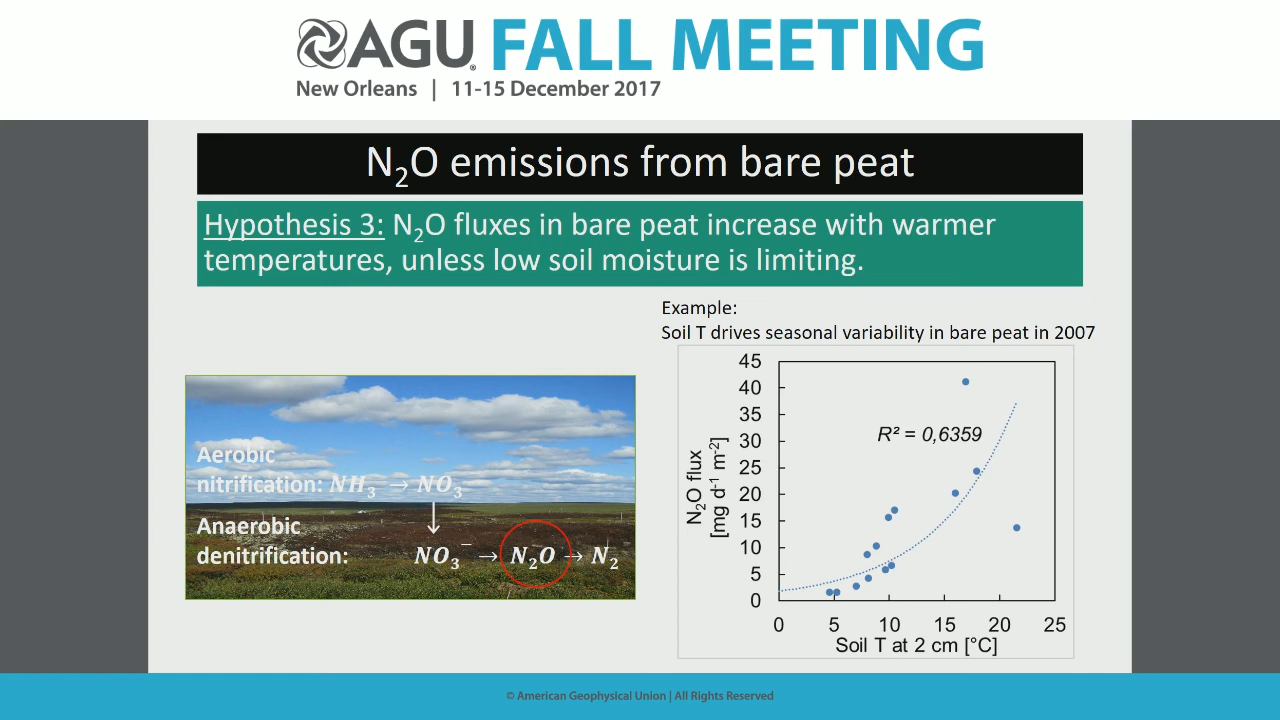 AGU FALL MEETING
New Orleans | 11-15 December 2017
N₂O emissions from bare peat
Hypothesis 3: N₂O fluxes in bare peat increase with warmer
temperatures, unless low soil moisture is limiting.
Aerobic
nitrification: NH₃ → NO₃⁻
Anaerobic
denitrification: NO₃⁻ → N₂O → N₂
Example:
Soil T drives seasonal variability in bare peat in 2007
45
40
35
30
25
20
15
10
5
0
N₂O flux
[mg d⁻¹ m⁻²]
R² = 0,6359
0 5 10 15 20 25
Soil T at 2 cm [°C]
© American Geophysical Union | All Rights Reserved